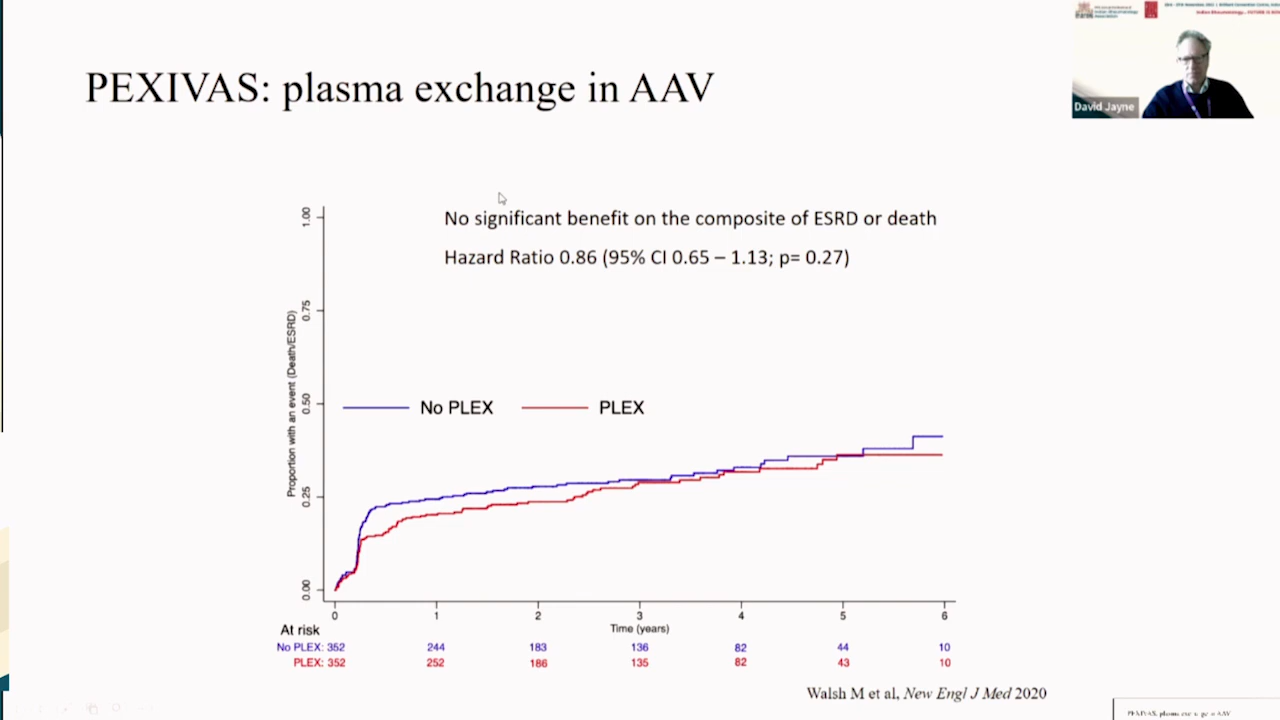 PEXIVAS: plasma exchange in AAV
David Jayne
No significant benefit on the composite of ESRD or death
Hazard Ratio 0.86 (95% CI 0.65 – 1.13; p= 0.27)
Proportion with an event (Death/ESRD)
1.00
0.75
0.50
0.25
0.00
No PLEX PLEX
0 1 2 3 4 5 6
Time (years)
At risk
No PLEX: 352 244 183 136 82 44 10
PLEX: 352 252 186 135 82 43 10
Walsh M et al, New Engl J Med 2020
PEXIVAS: plasma